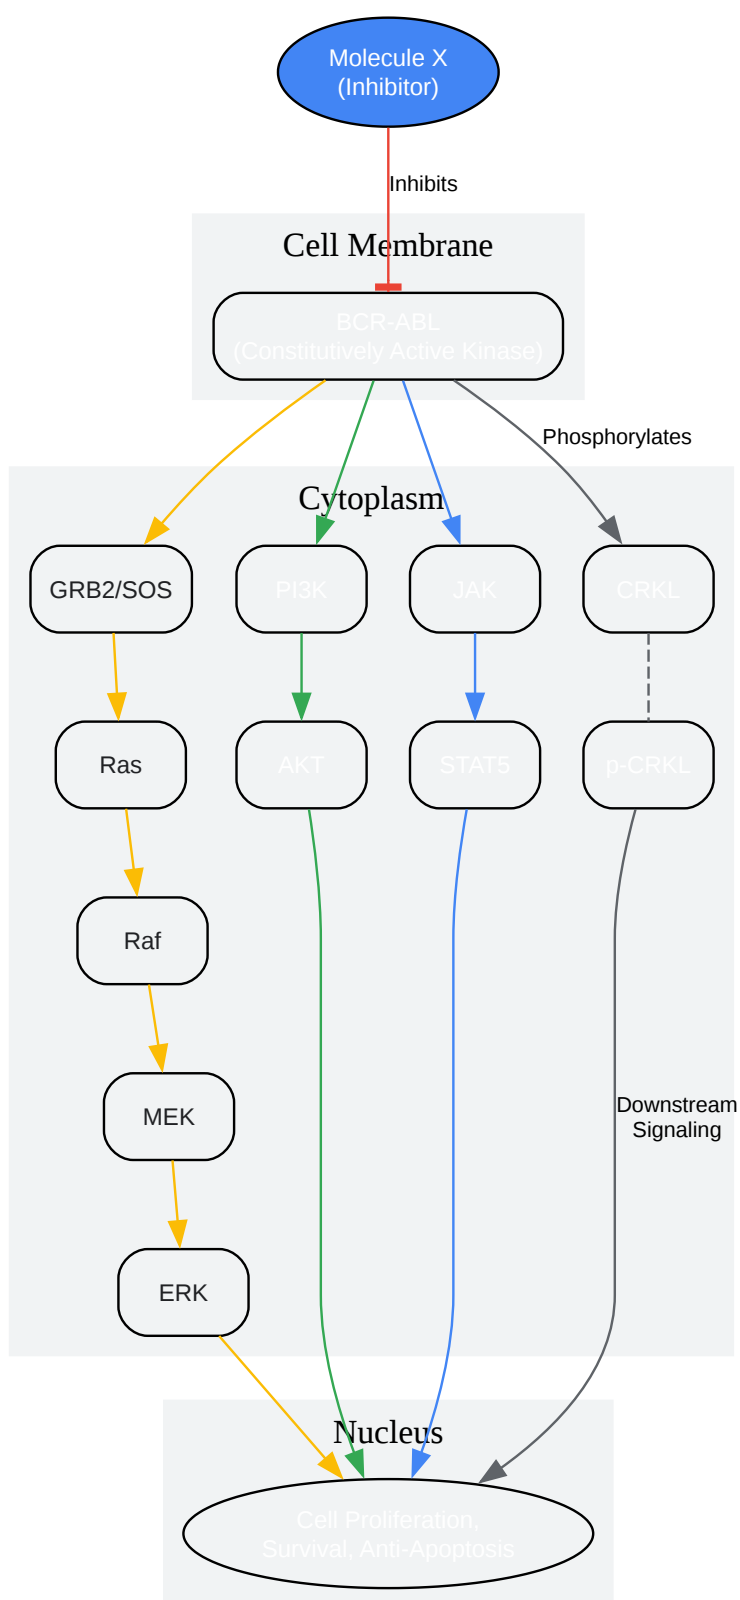 Molecule X
(Inhibitor)
Inhibits
Cell Membrane
BCR-ABL
(Constitutively Active Kinase)
Phosphorylates
Cytoplasm
GRB2/SOS
PI3K
JAK
CRKL
Ras
AKT
STAT5
p-CRKL
Raf
MEK
Downstream
Signaling
ERK
Nucleus
Cell Proliferation,
Survival, Anti-Apoptosis